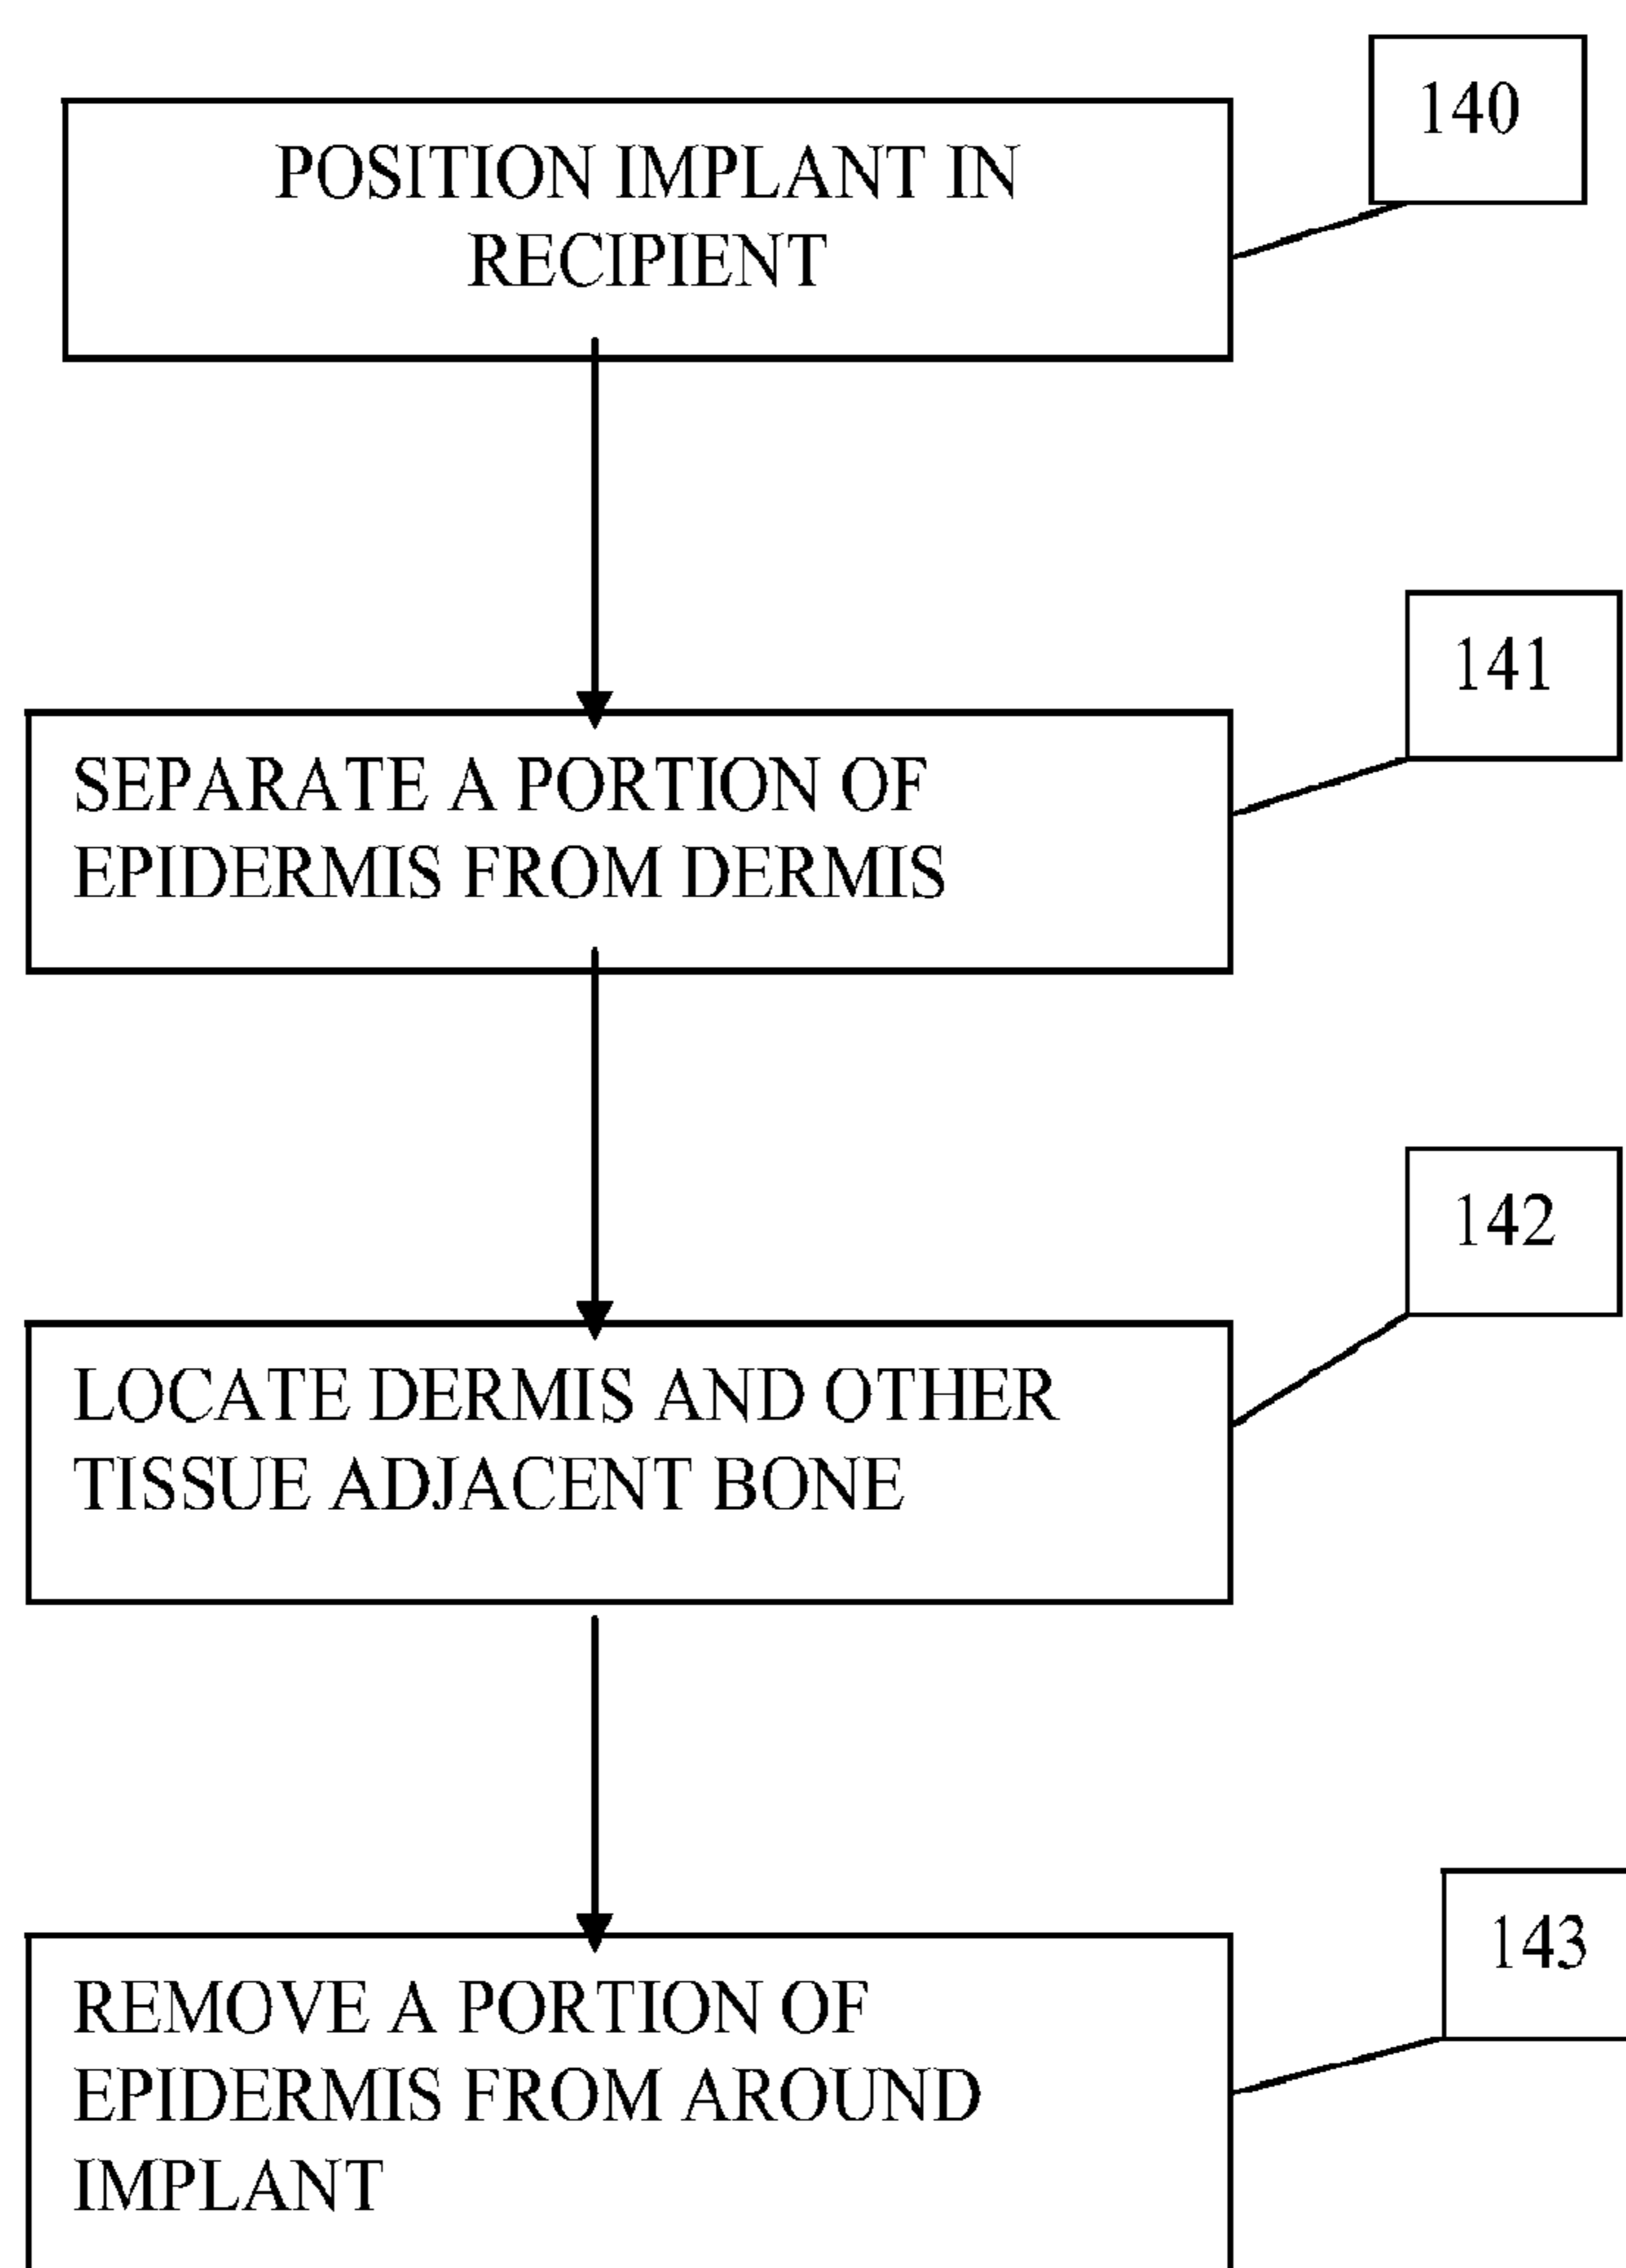 140
POSITION IMPLANT IN
RECIPIENT
141
SEPARATE A PORTION OF
EPIDERMIS FROM DERMIS
142
LOCATE DERMIS AND OTHER
TISSUE ADJACENT BONE
143
REMOVE A PORTION OF
EPIDERMIS FROM AROUND
IMPLANT